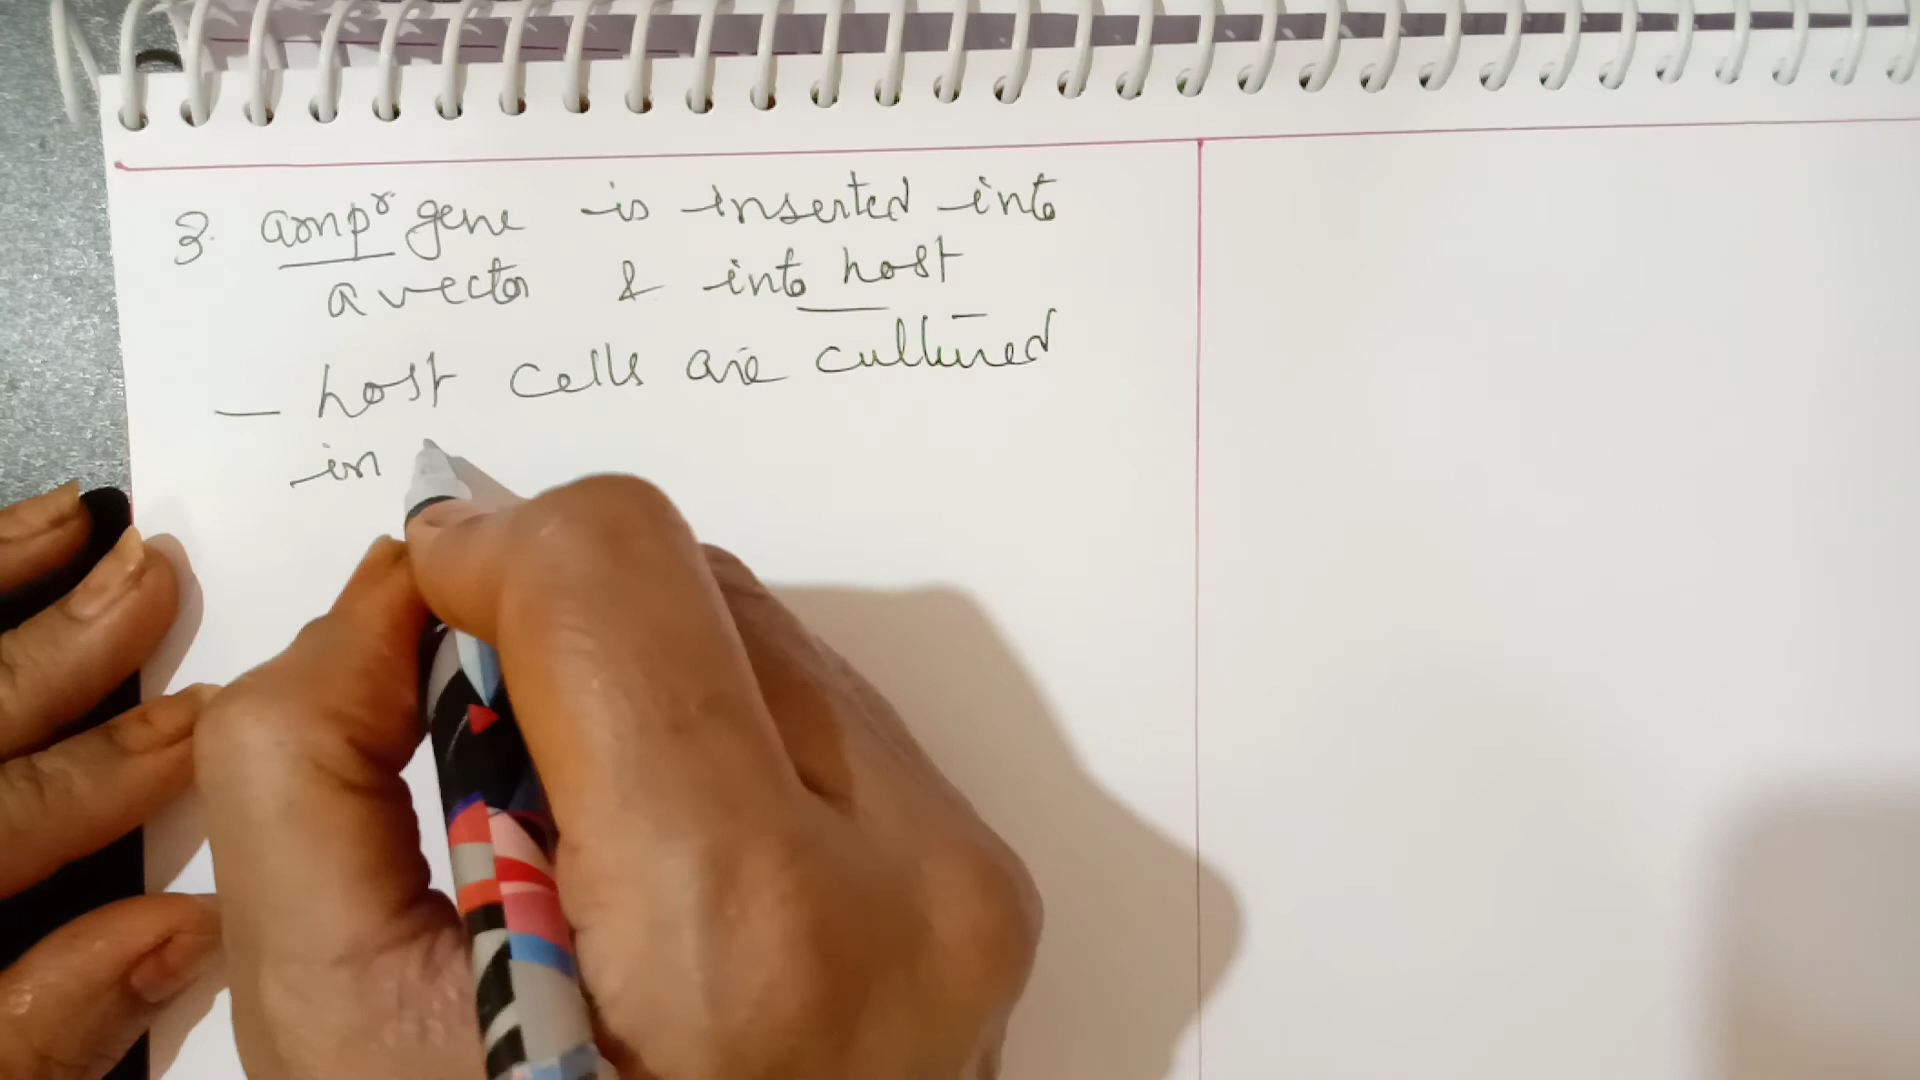 3. ampʳ gene is inserted into
a vector & into host
— host cells are cultured
in